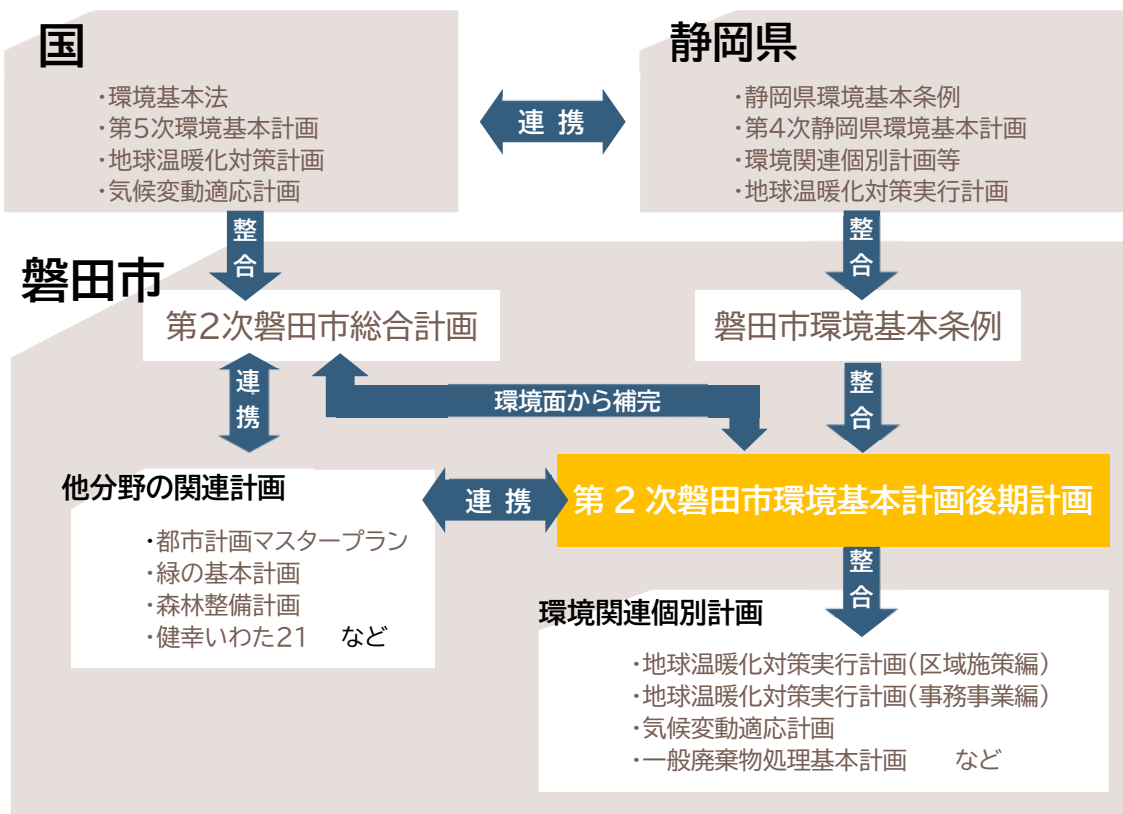 国
・環境基本法
・第5次環境基本計画
・地球温暖化対策計画
・気候変動適応計画
連 携
静岡県
・静岡県環境基本条例
・第4次静岡県環境基本計画
・環境関連個別計画等
・地球温暖化対策実行計画
整合
整合
磐田市
第2次磐田市総合計画
磐田市環境基本条例
連携
環境面から補完
整合
他分野の関連計画
・都市計画マスタープラン
・緑の基本計画
・森林整備計画
・健幸いわた21 など
連 携
第2次磐田市環境基本計画後期計画
整合
環境関連個別計画
・地球温暖化対策実行計画(区域施策編)
・地球温暖化対策実行計画(事務事業編)
・気候変動適応計画
・一般廃棄物処理基本計画 など